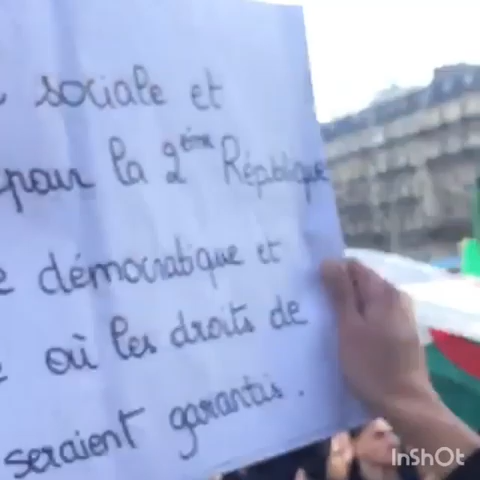 sociale et
pour la 2ème République
démocratique et
où les droits de
seraient garantis.
InShOt